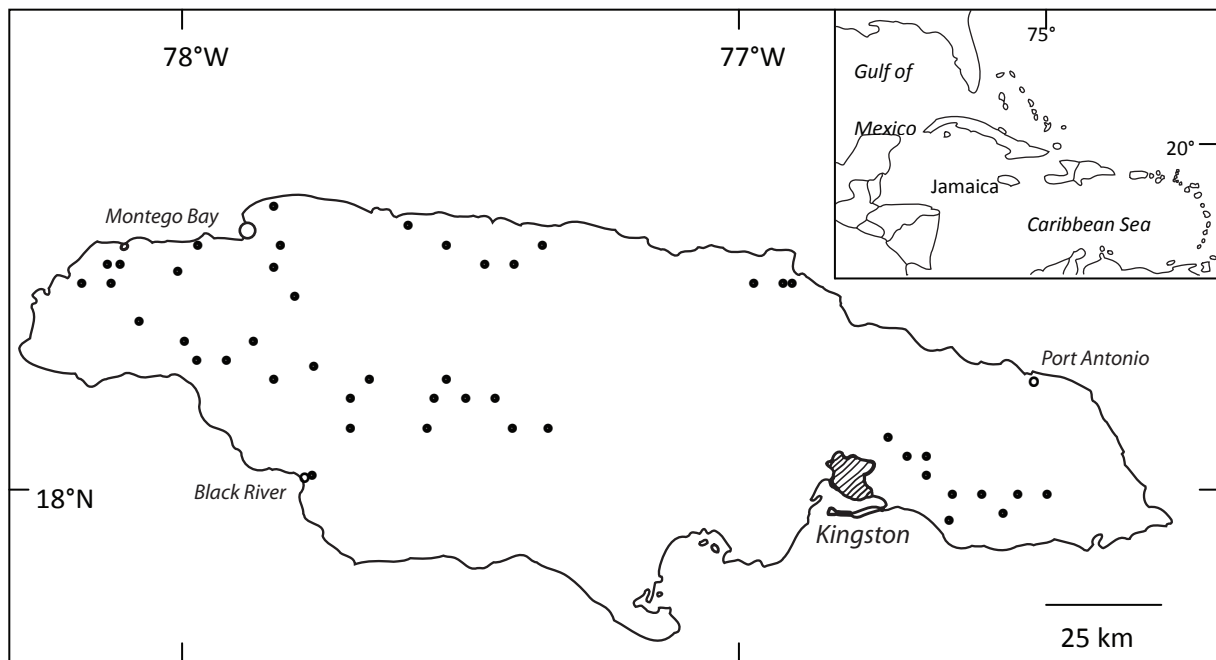 78°W
77°W
75°
Gulf of
Mexico
20°
Jamaica
Caribbean Sea
Montego Bay
Port Antonio
Black River
18°N
Kingston
25 km